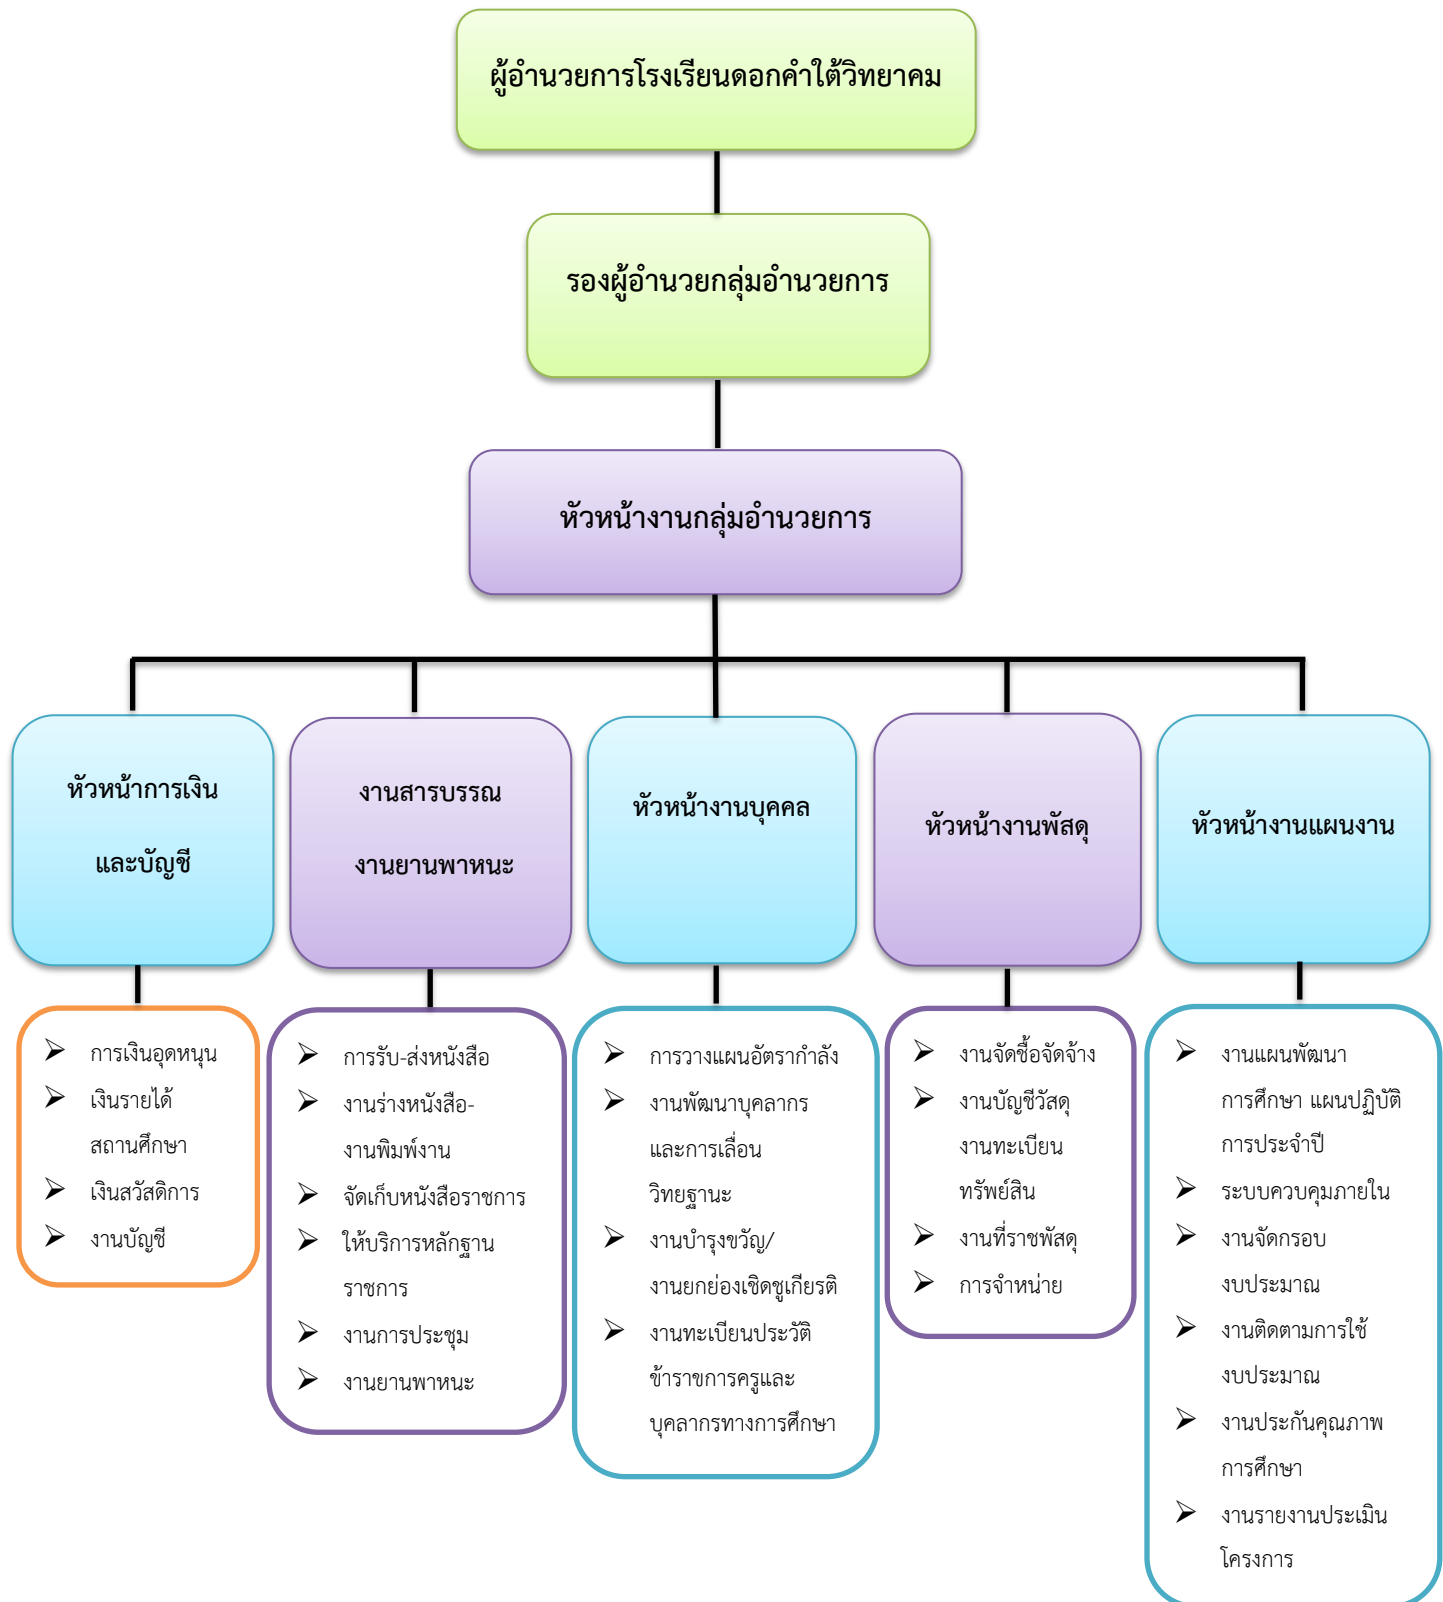 ผู้อำนวยการโรงเรียนดอกคำใต้วิทยาคม
รองผู้อำนวยกลุ่มอำนวยการ
หัวหน้างานกลุ่มอำนวยการ
หัวหน้าการเงิน
และบัญชี
งานสารบรรณ
งานยานพาหนะ
หัวหน้างานบุคคล
หัวหน้างานพัสดุ
หัวหน้างานแผนงาน
➢ การเงินอุดหนุน
➢ เงินรายได้
สถานศึกษา
➢ เงินสวัสดิการ
➢ งานบัญชี
➢ การรับ-ส่งหนังสือ
➢ งานร่างหนังสือ-
งานพิมพ์งาน
➢ จัดเก็บหนังสือราชการ
➢ ให้บริการหลักฐาน
ราชการ
➢ งานการประชุม
➢ งานยานพาหนะ
➢ การวางแผนอัตรากำลัง
➢ งานพัฒนาบุคลากร
และการเลื่อน
วิทยฐานะ
➢ งานบำรุงขวัญ/
งานยกย่องเชิดชูเกียรติ
➢ งานทะเบียนประวัติ
ข้าราชการครูและ
บุคลากรทางการศึกษา
➢ งานจัดซื้อจัดจ้าง
➢ งานบัญชีวัสดุ
งานทะเบียน
ทรัพย์สิน
➢ งานที่ราชพัสดุ
➢ การจำหน่าย
➢ งานแผนพัฒนา
การศึกษา แผนปฏิบัติ
การประจำปี
➢ ระบบควบคุมภายใน
➢ งานจัดกรอบ
งบประมาณ
➢ งานติดตามการใช้
งบประมาณ
➢ งานประกันคุณภาพ
การศึกษา
➢ งานรายงานประเมิน
โครงการ